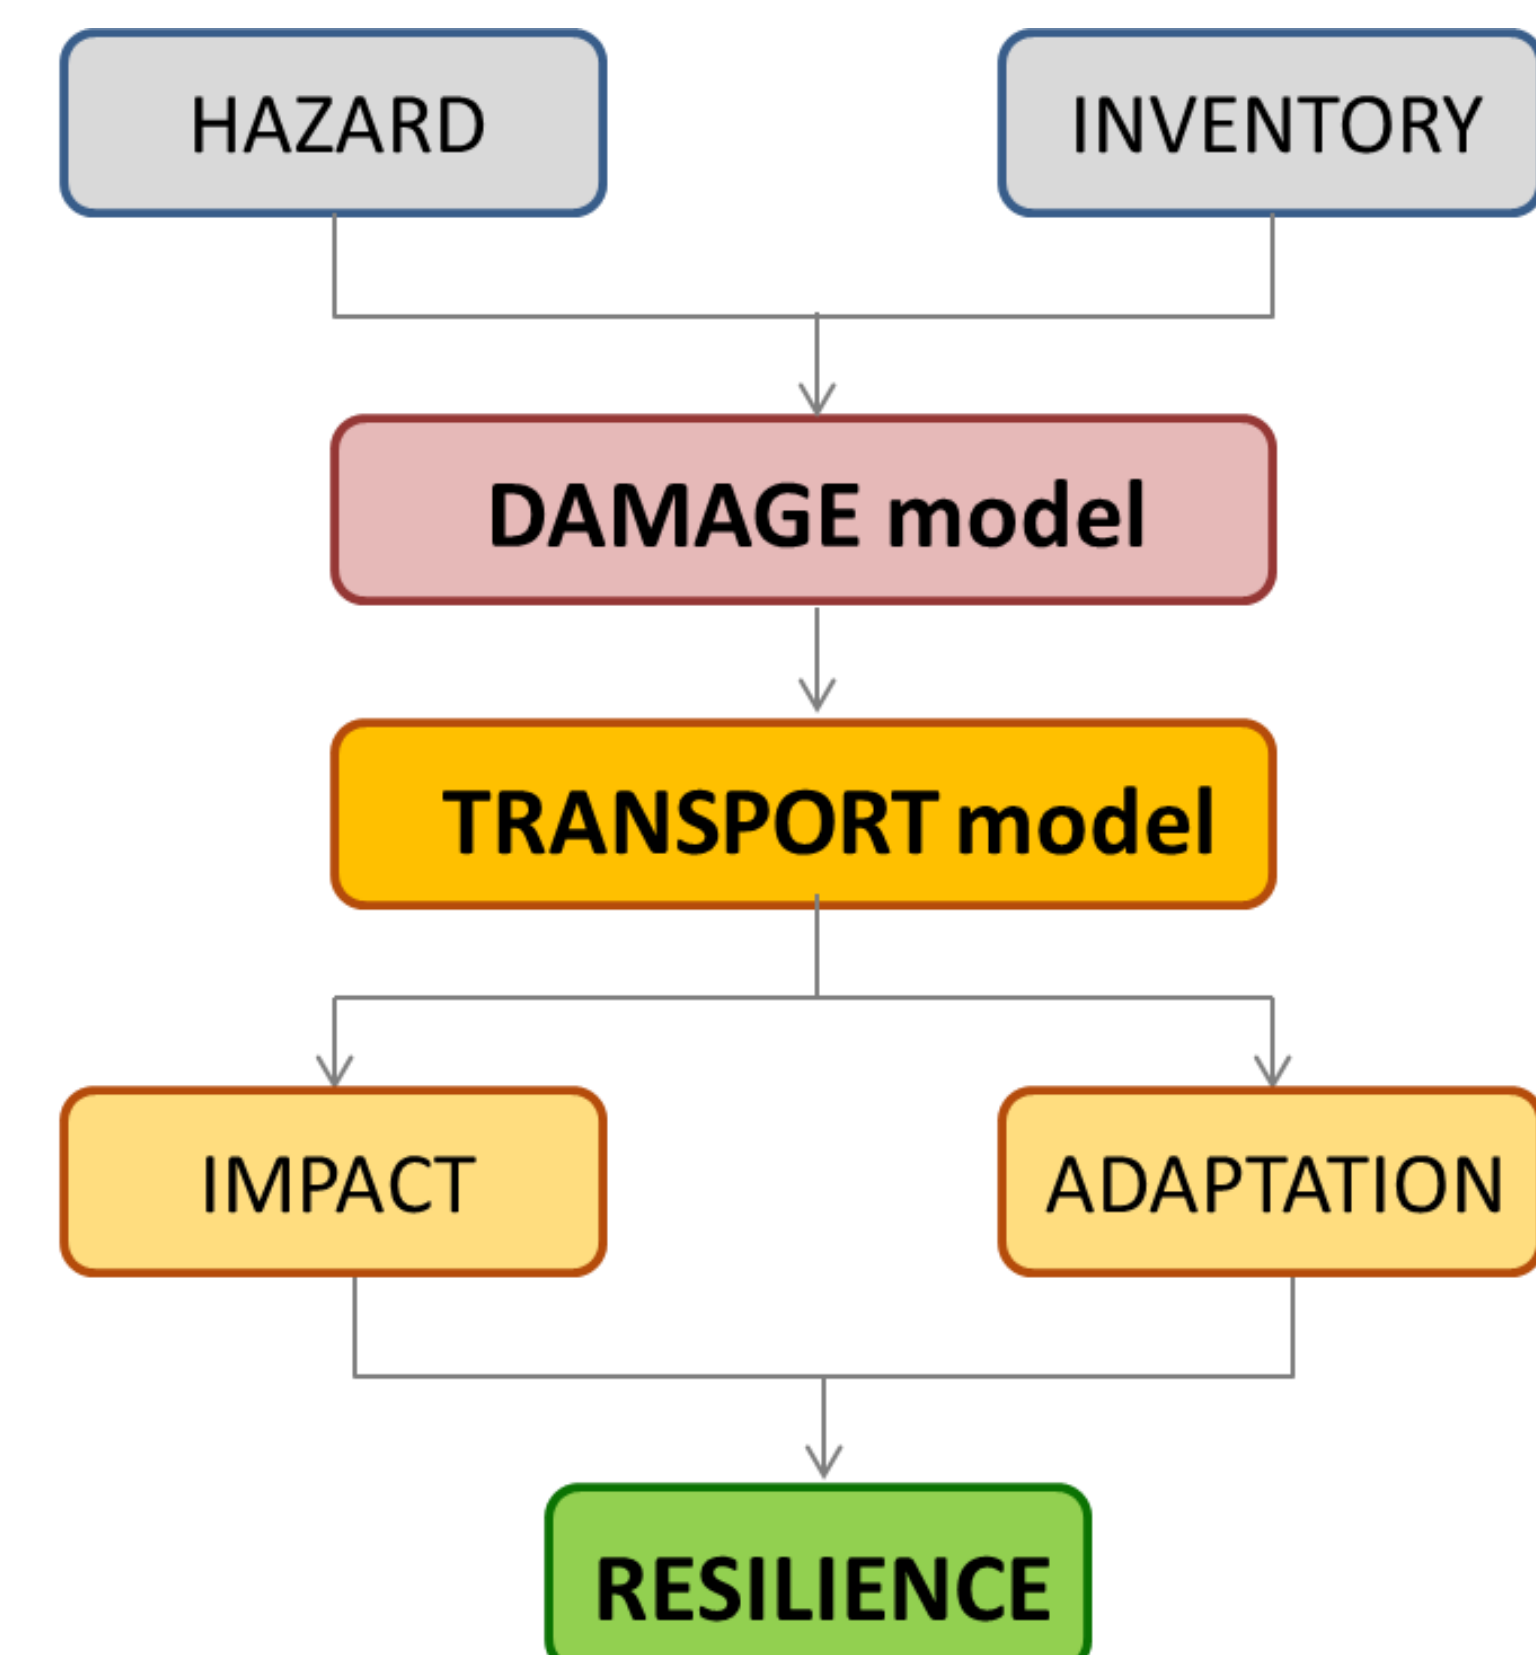 HAZARD
INVENTORY
DAMAGE model
TRANSPORT model
IMPACT
ADAPTATION
RESILIENCE